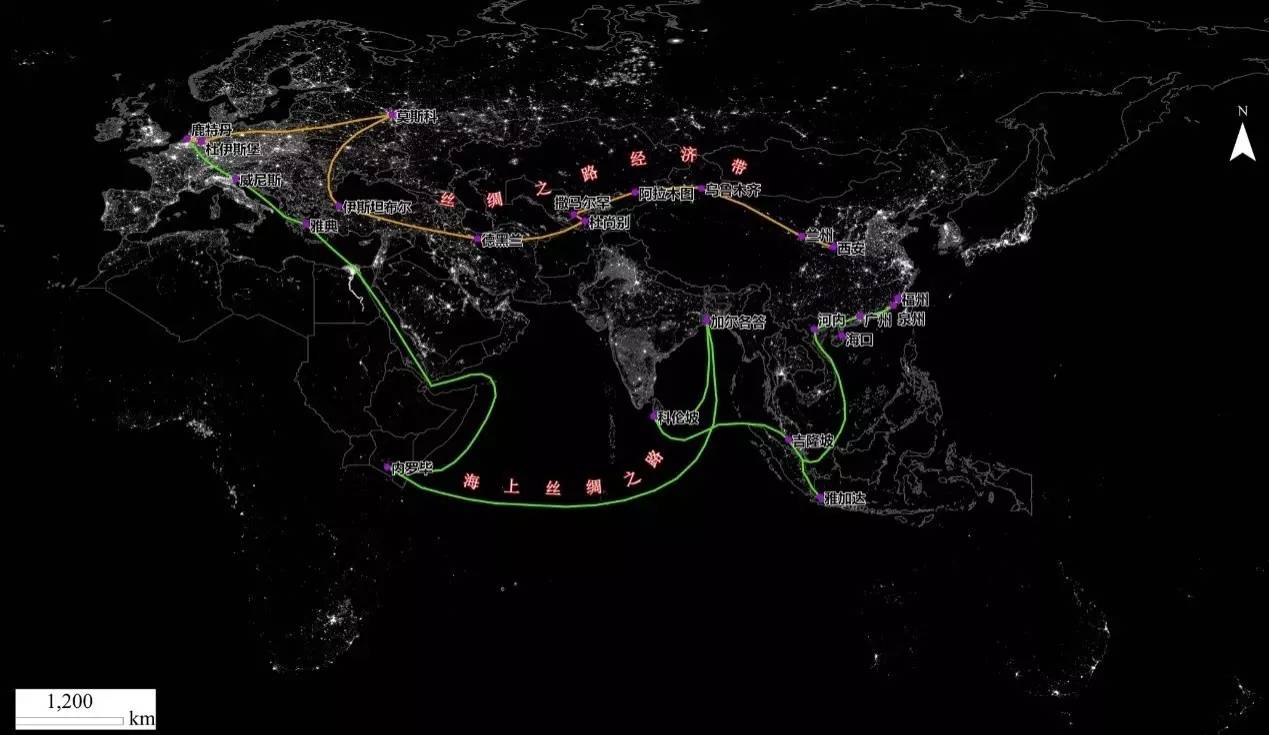 N
莫斯科
鹿特丹
杜伊斯堡
丝绸之路经济带
威尼斯
撒马尔罕
阿拉木图
乌鲁木齐
伊斯坦布尔
雅典
杜尚别
德黑兰
兰州
西安
福州
加尔各答
河内
广州
泉州
海口
科伦坡
吉隆坡
内罗毕
海上丝绸之路
雅加达
1,200
km